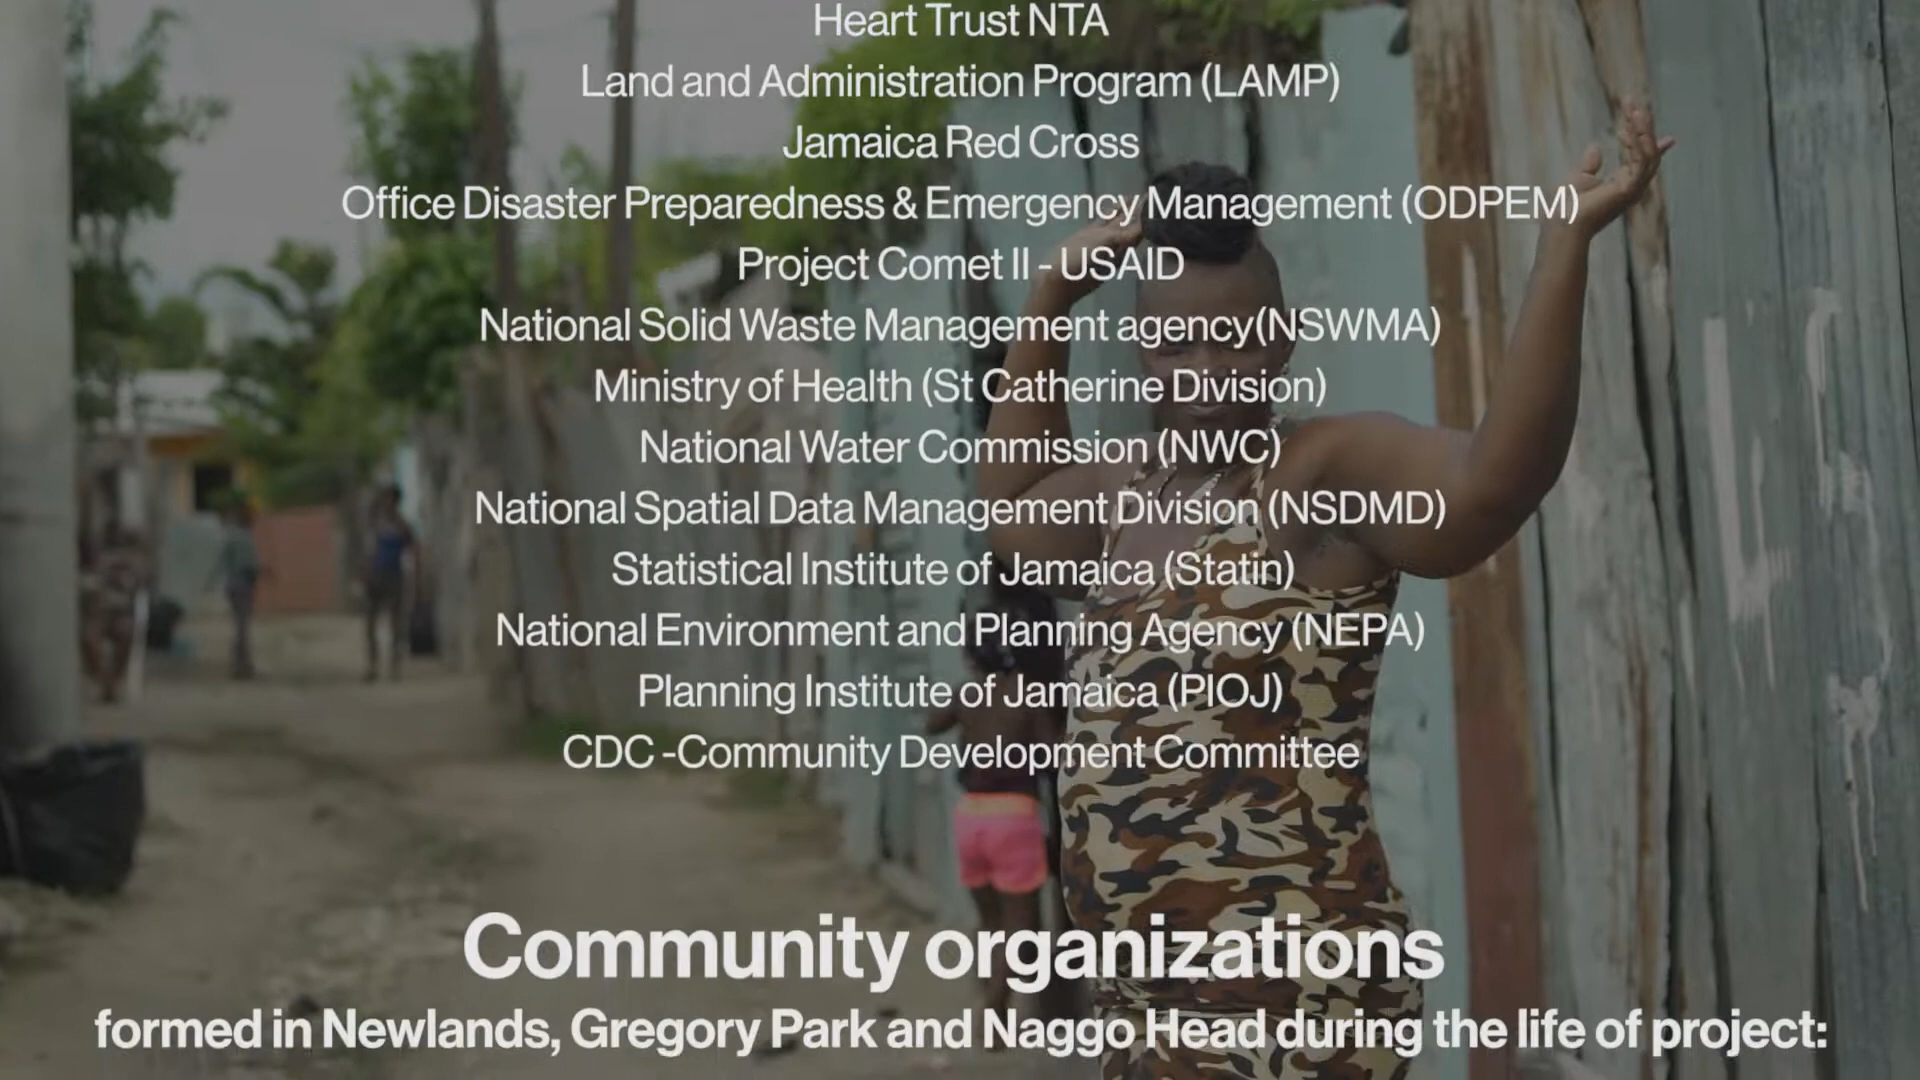 Heart Trust NTA
Land and Administration Program (LAMP)
Jamaica Red Cross
Office Disaster Preparedness & Emergency Management (ODPEM)
Project Comet II - USAID
National Solid Waste Management agency(NSWMA)
Ministry of Health (St Catherine Division)
National Water Commission (NWC)
National Spatial Data Management Division (NSDMD)
Statistical Institute of Jamaica (Statin)
National Environment and Planning Agency (NEPA)
Planning Institute of Jamaica (PIOJ)
CDC -Community Development Committee
Community organizations
formed in Newlands, Gregory Park and Naggo Head during the life of project: